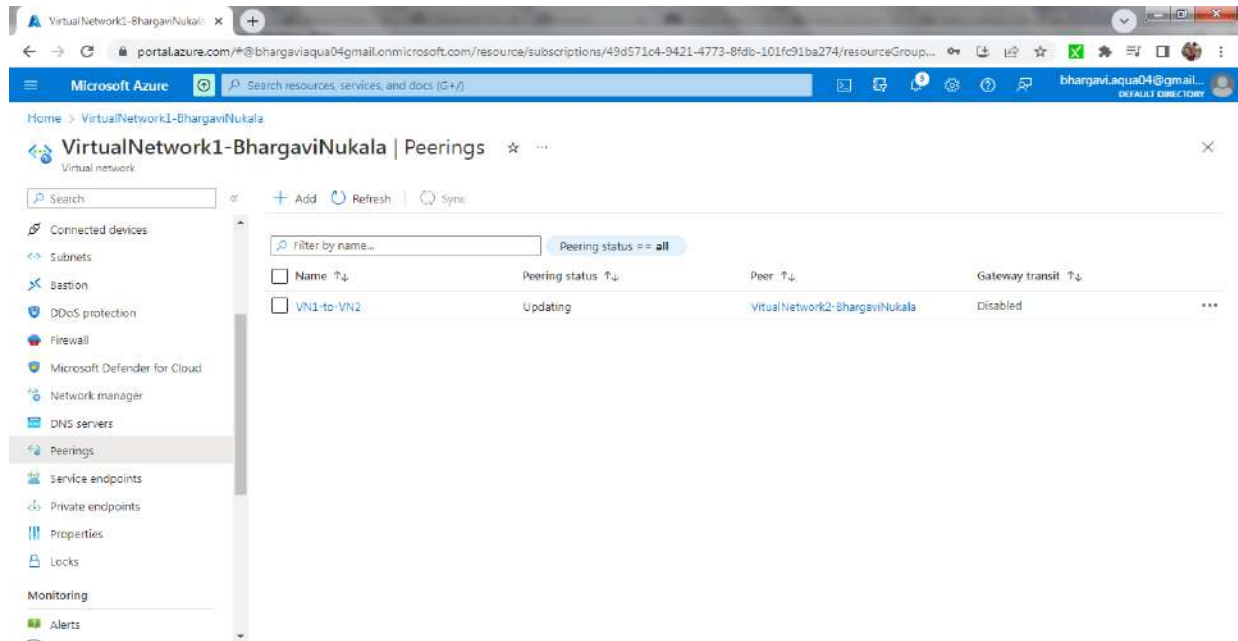 VirtualNetwork1-BhargaviNukala
portal.azure.com/#@bhargaviaqua04gmail.onmicrosoft.com/resource/subscriptions/49d571c4-9421-4773-8fdb-101fc91ba274/resourceGroup...
Microsoft Azure
Search resources, services, and docs (G+/)
9
bhargavi.aqua04@gmail...
DEFAULT DIRECTORY
Home > VirtualNetwork1-BhargaviNukala
VirtualNetwork1-BhargaviNukala | Peerings
Virtual network
Search
Add Refresh Sync
Connected devices
Subnets
Bastion
DDoS protection
Firewall
Microsoft Defender for Cloud
Network manager
DNS servers
Peerings
Service endpoints
Private endpoints
Properties
Locks
Monitoring
Alerts
Filter by name...
Peering status == all
Name Peering status Peer Gateway transit
VN1-to-VN2 Updating VitualNetwork2-BhargaviNukala Disabled